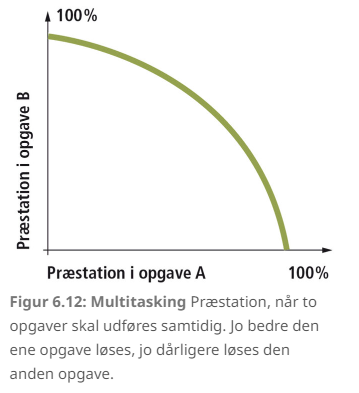 100%
Præstation i opgave B
Præstation i opgave A
100%
Figur 6.12: Multitasking Præstation, når to
opgaver skal udføres samtidig. Jo bedre den
ene opgave løses, jo dårligere løses den
anden opgave.